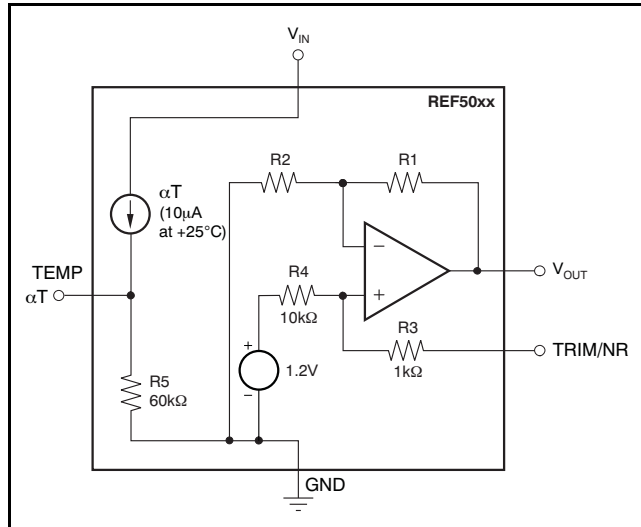 V_IN
REF50xx
R2
R1
αT
(10μA
at +25°C)
TEMP
αT
−
R4
10kΩ
+
V_OUT
R3
1kΩ
TRIM/NR
+
1.2V
−
R5
60kΩ
GND